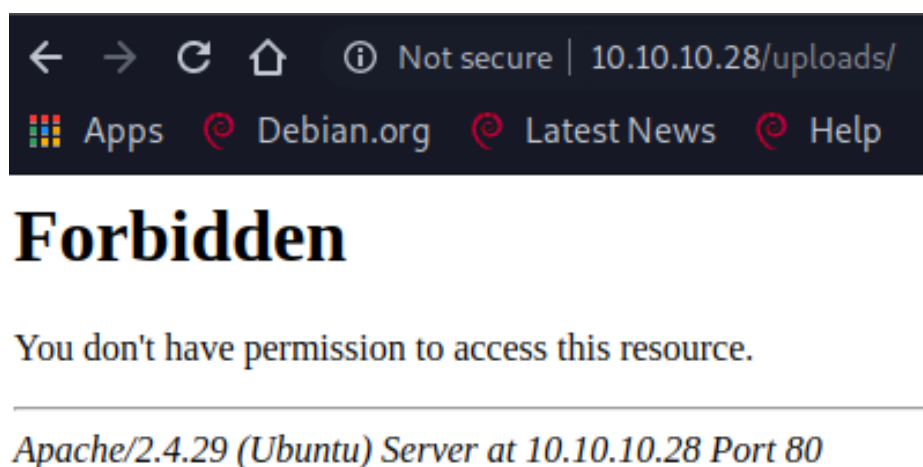 Not secure | 10.10.10.28/uploads/
Apps Debian.org Latest News Help
Forbidden
You don't have permission to access this resource.
Apache/2.4.29 (Ubuntu) Server at 10.10.10.28 Port 80